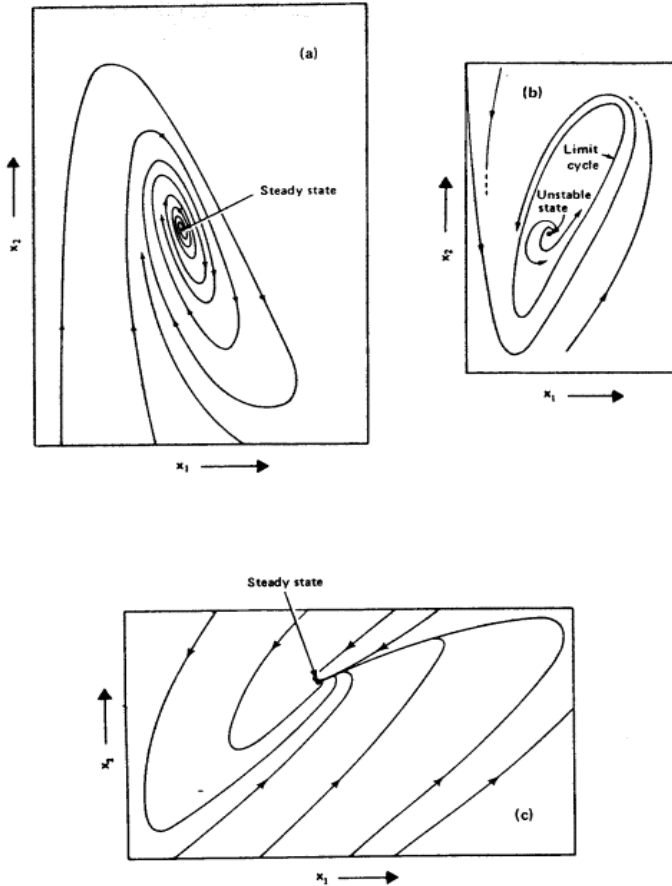 (a)
Steady state
x₂
x₁
(b)
Limit
cycle
Unstable
state
x₂
x₁
Steady state
x₂
(c)
x₁